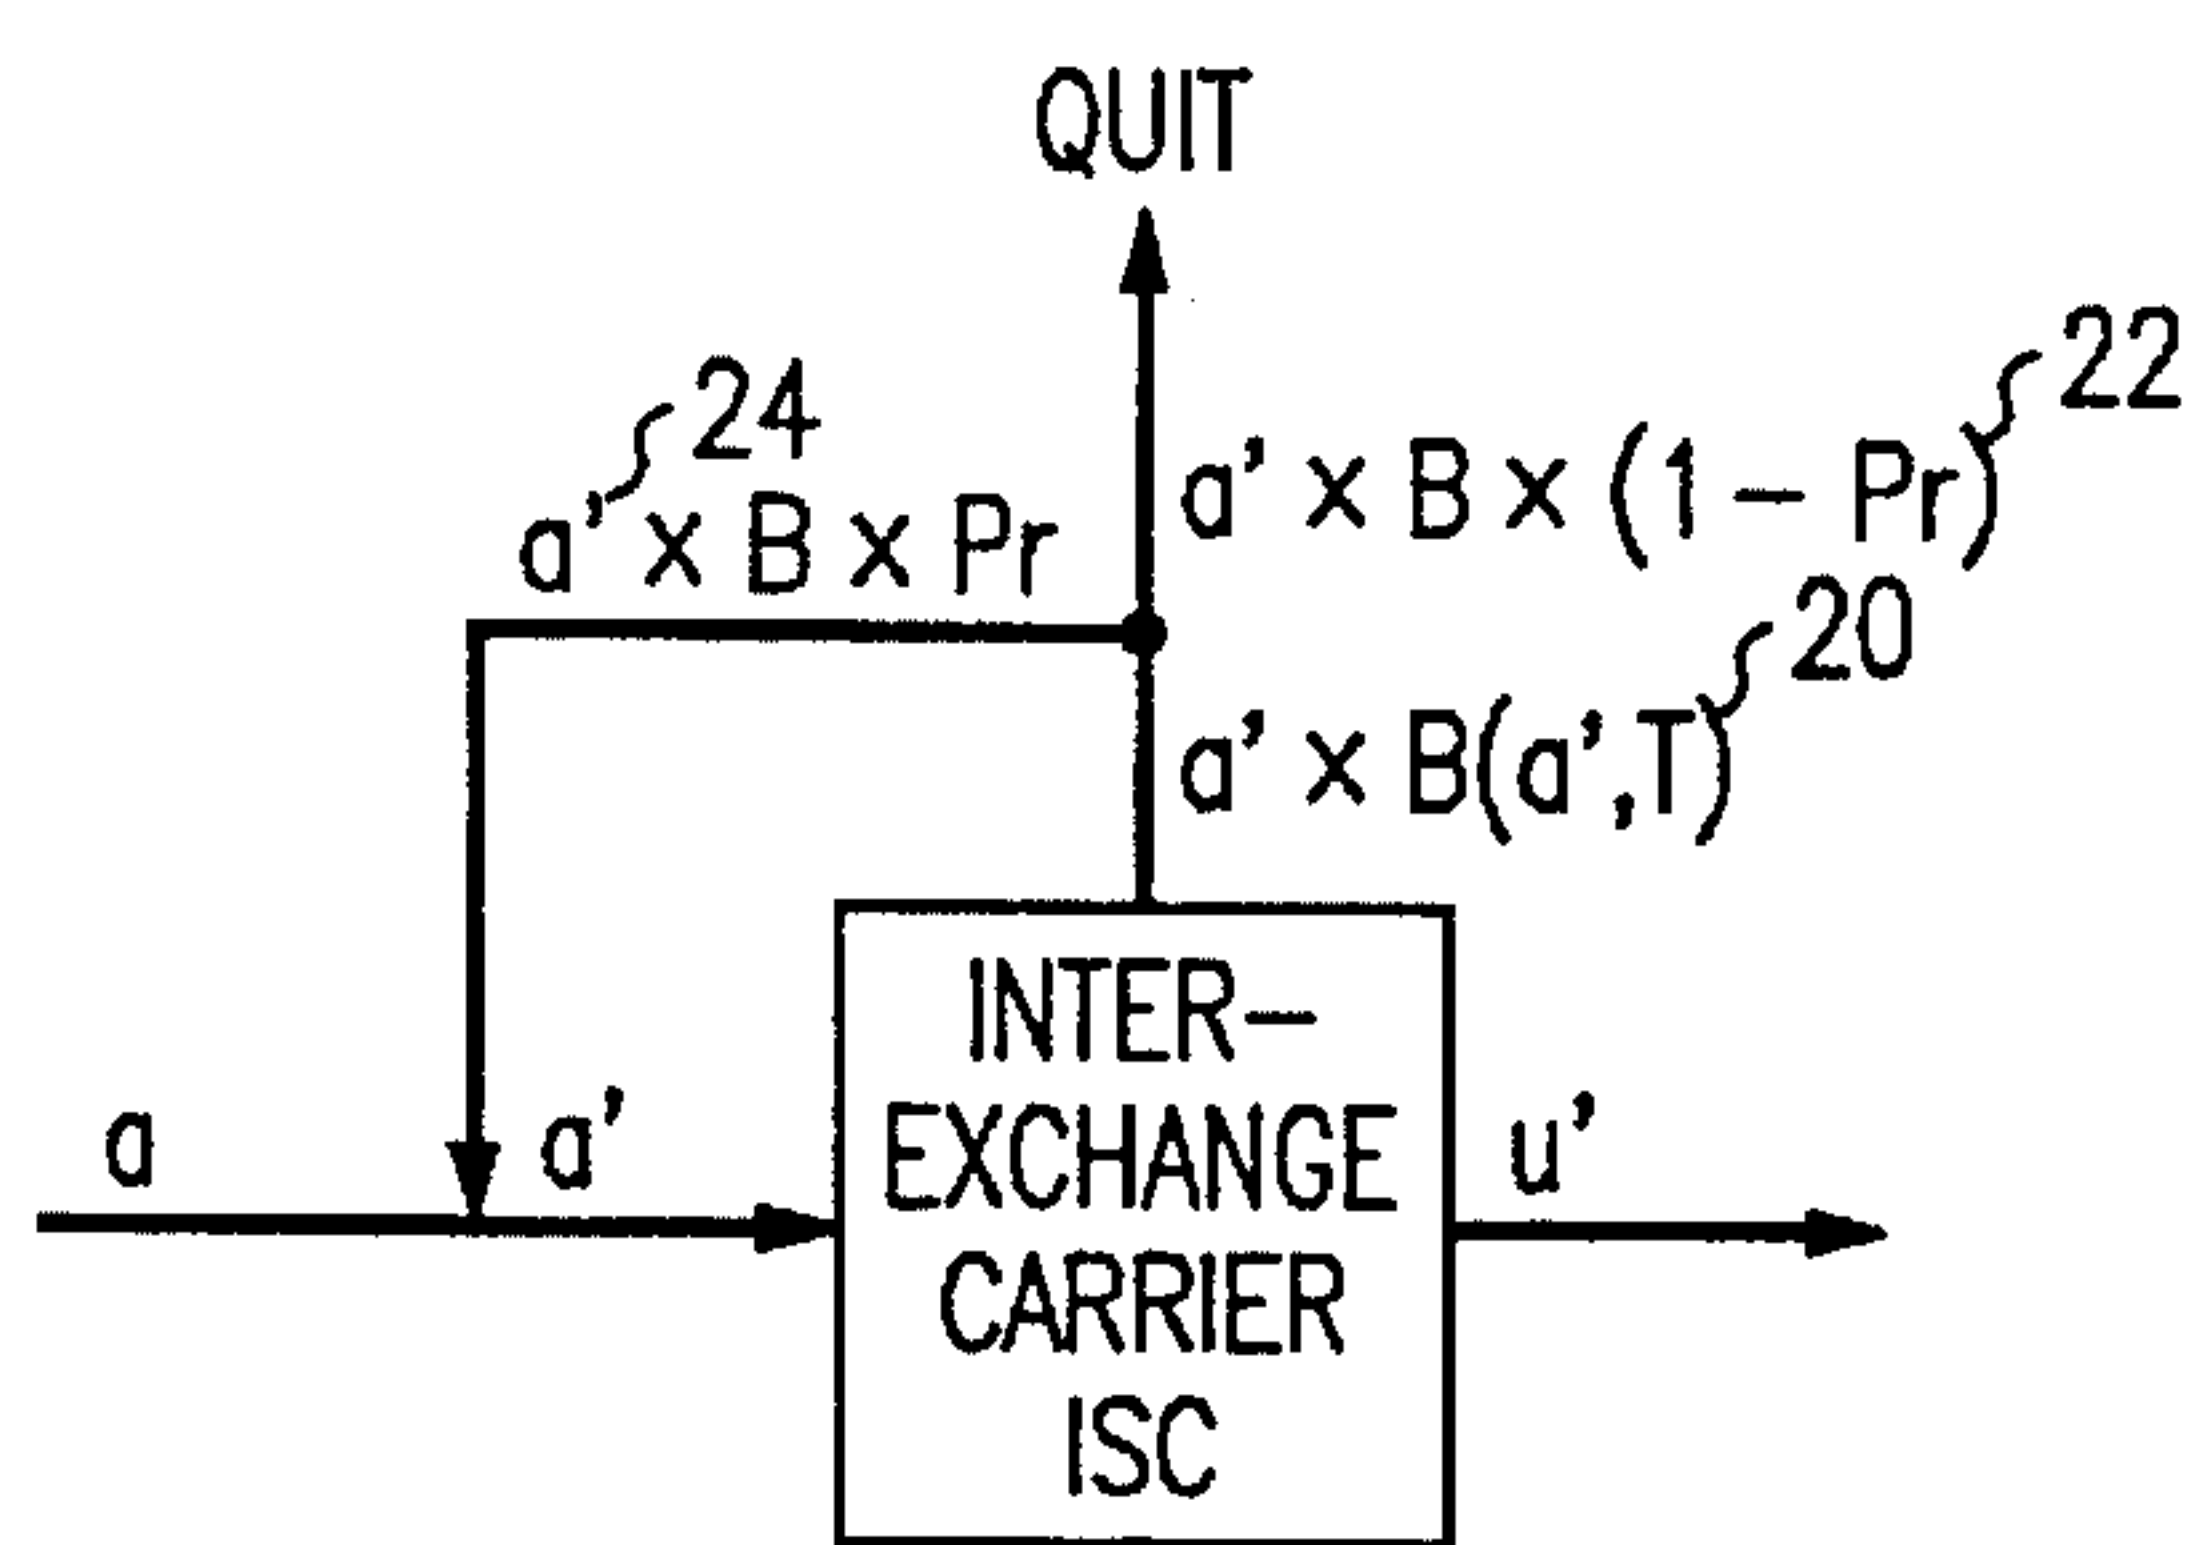 QUIT
22
24
a' × B × (1 – Pr)
a' × B × Pr
20
a' × B(a',T)
INTER–
a
a'
EXCHANGE
u'
CARRIER
ISC